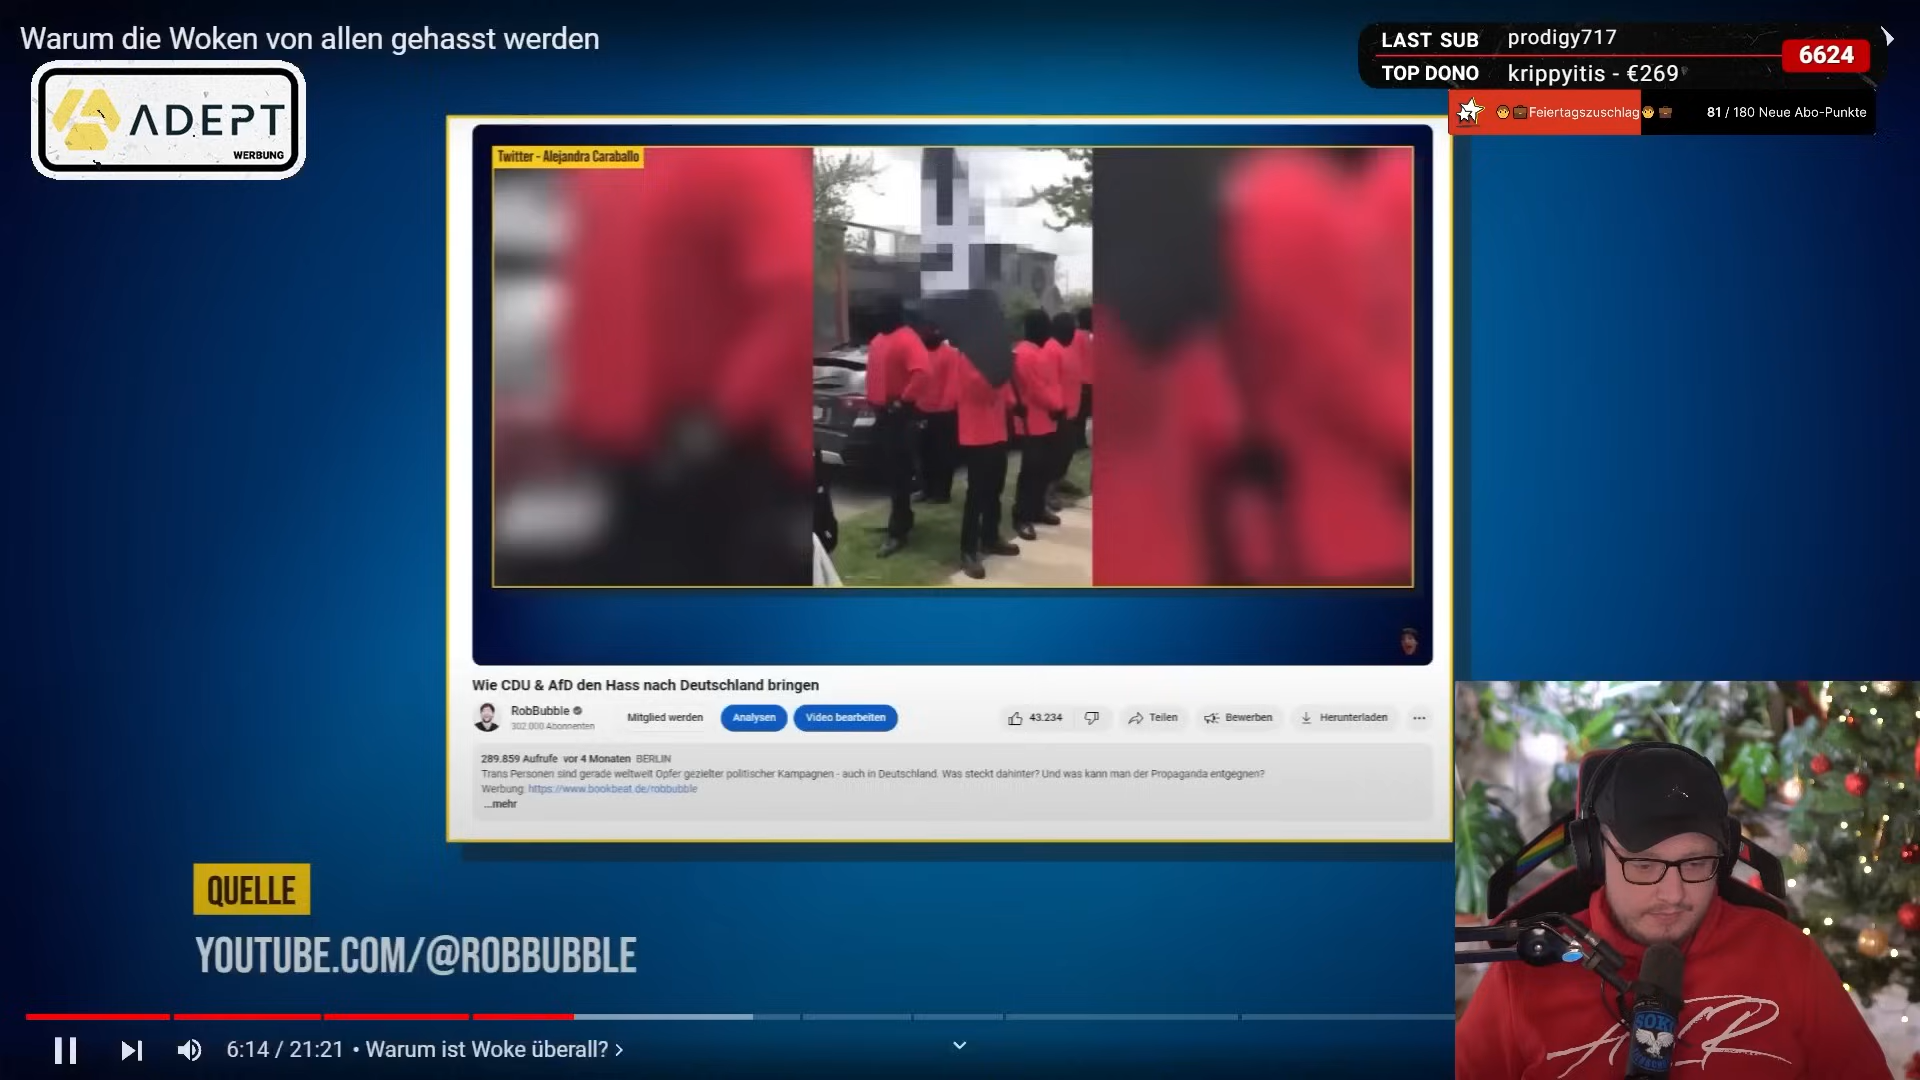 Warum die Woken von allen gehasst werden
LAST SUB prodigy717
TOP DONO krippyitis - €269
6624
Feiertagszuschlag
81 / 180 Neue Abo-Punkte
ADEPT
WERBUNG
Twitter - Alejandra Caraballo
Wie CDU & AfD den Hass nach Deutschland bringen
RobBubble
302.000 Abonnenten
Mitglied werden
Analysen
Video bearbeiten
43.234
Teilen
Bewerben
Herunterladen
289.859 Aufrufe vor 4 Monaten BERLIN
Trans Personen sind gerade weltweit Opfer gezielter politischer Kampagnen - auch in Deutschland. Was steckt dahinter? Und was kann man der Propaganda entgegnen?
Werbung: https://www.bookbeat.de/robbubble
...mehr
QUELLE
YOUTUBE.COM/@ROBBUBBLE
6:14 / 21:21 • Warum ist Woke überall? >